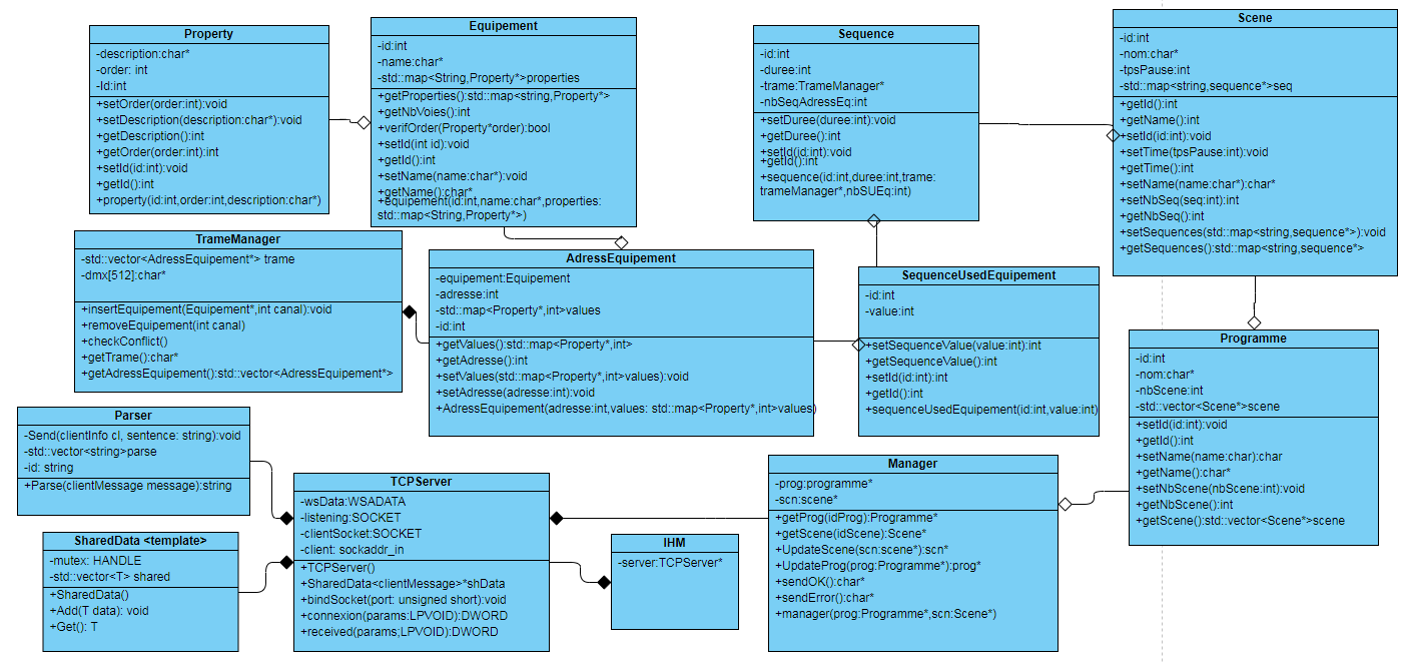 Property
-description:char*
-order: int
-Id:int
+setOrder(order:int):void
+setDescription(description:char*):void
+getDescription():int
+getOrder(order:int):int
+setId(id:int):void
+getId():int
+property(id:int,order:int,description:char*)
Equipement
-id:int
-name:char*
-std::map<String,Property*>properties
+getProperties():std::map<string,Property*>
+getNbVoies():int
+verifOrder(Property*order):bool
+setId(int id):void
+getId():int
+setName(name:char*):void
+getName():char*
+equipement(id:int,name:char*,properties:
std::map<String,Property*>)
Sequence
-id:int
-duree:int
-trame:TrameManager*
-nbSeqAdressEq:int
+setDuree(duree:int):void
+getDuree():int
+setId(id:int):void
+getId():int
+sequence(id:int,duree:int,trame:
trameManager*,nbSUEq:int)
Scene
-id:int
-nom:char*
-tpsPause:int
-std::map<string,sequence*>seq
+getId():int
+getName():int
+setId(id:int):void
+setTime(tpsPause:int):void
+getTime():int
+setName(name:char*):char*
+setNbSeq(seq:int):int
+getNbSeq():int
+setSequences(std::map<string,sequence*>):void
+getSequences():std::map<string,sequence*>
TrameManager
-std::vector<AdressEquipement*> trame
-dmx[512]:char*
+insertEquipement(Equipement*,int canal):void
+removeEquipement(int canal)
+checkConflict()
+getTrame():char*
+getAdressEquipement():std::vector<AdressEquipement*>
AdressEquipement
-equipement:Equipement
-adresse:int
-std::map<Property*,int>values
-id:int
+getValues():std::map<Property*,int>
+getAdresse():int
+setValues(std::map<Property*,int>values):void
+setAdresse(adresse:int):void
+AdressEquipement(adresse:int,values: std::map<Property*,int>values)
SequenceUsedEquipement
-id:int
-value:int
+setSequenceValue(value:int):int
+getSequenceValue():int
+setId(id:int):int
+getId():int
+sequenceUsedEquipement(id:int,value:int)
Programme
-id:int
-nom:char*
-nbScene:int
-std::vector<Scene*>scene
+setId(id:int):void
+getId():int
+setName(name:char):char
+getName():char*
+setNbScene(nbScene:int):void
+getNbScene():int
+getScene():std::vector<Scene*>scene
Parser
-Send(clientInfo cl, sentence: string):void
-std::vector<string>parse
-id: string
+Parse(clientMessage message):string
TCPServer
-wsData:WSADATA
-listening:SOCKET
-clientSocket:SOCKET
-client: sockaddr_in
+TCPServer()
+SharedData<clientMessage>*shData
+bindSocket(port: unsigned short):void
+connexion(params:LPVOID):DWORD
+received(params;LPVOID):DWORD
SharedData <template>
-mutex: HANDLE
-std::vector<T> shared
+SharedData()
+Add(T data): void
+Get(): T
IHM
-server:TCPServer*
Manager
-prog:programme*
-scn:scene*
+getProg(idProg):Programme*
+getScene(idScene):Scene*
+UpdateScene(scn:scene*):scn*
+UpdateProg(prog:Programme*):prog*
+sendOK():char*
+sendError():char*
+manager(prog:Programme*,scn:Scene*)